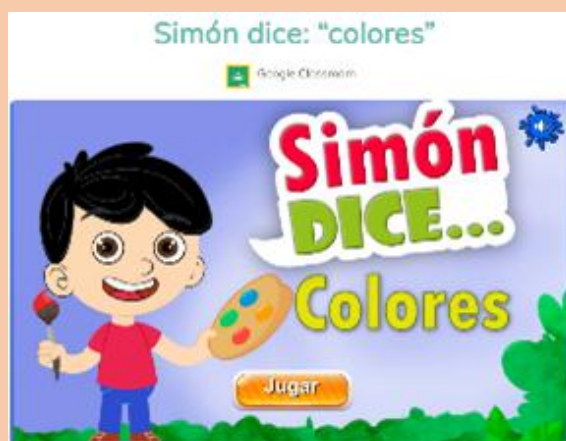 Simón dice: “colores”
Google Classroom
Simón
DICE...
Colores
Jugar